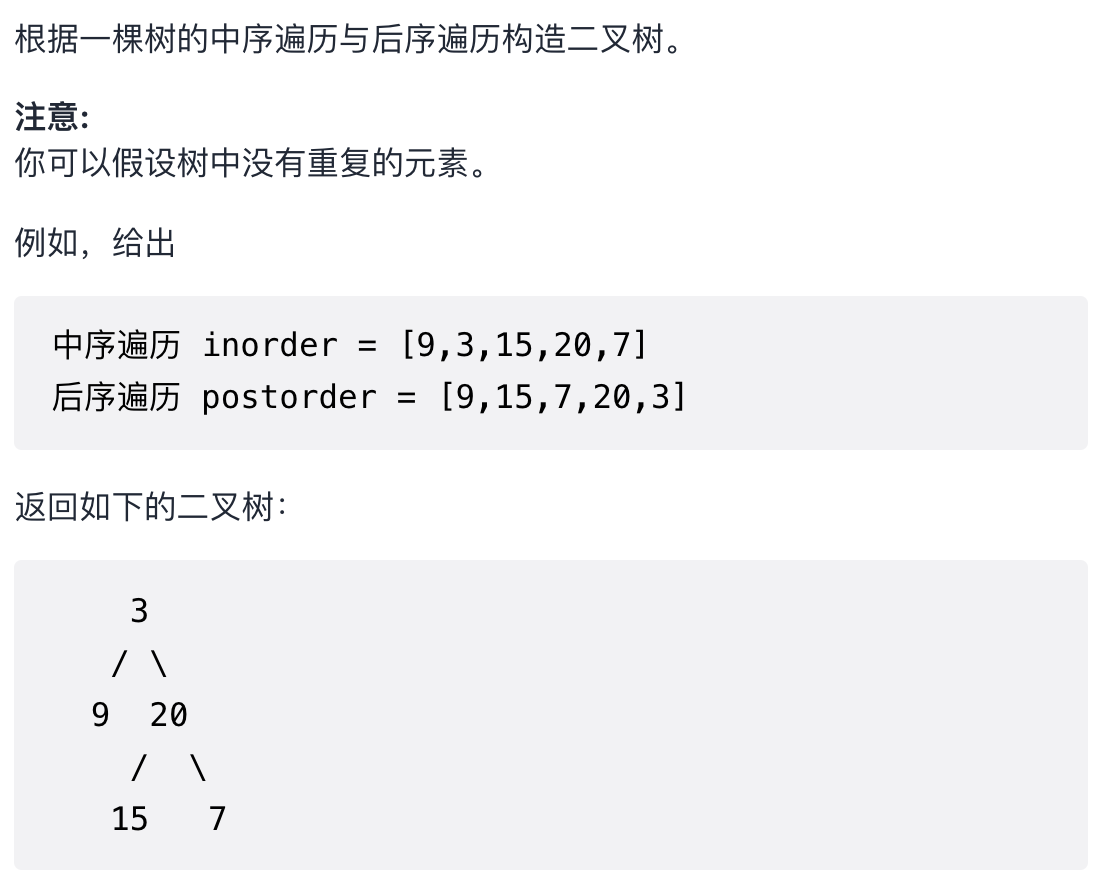 根据一棵树的中序遍历与后序遍历构造二叉树。
注意:
你可以假设树中没有重复的元素。
例如，给出
中序遍历 inorder = [9,3,15,20,7]
后序遍历 postorder = [9,15,7,20,3]
返回如下的二叉树：
3
/ \
9 20
/ \
15 7